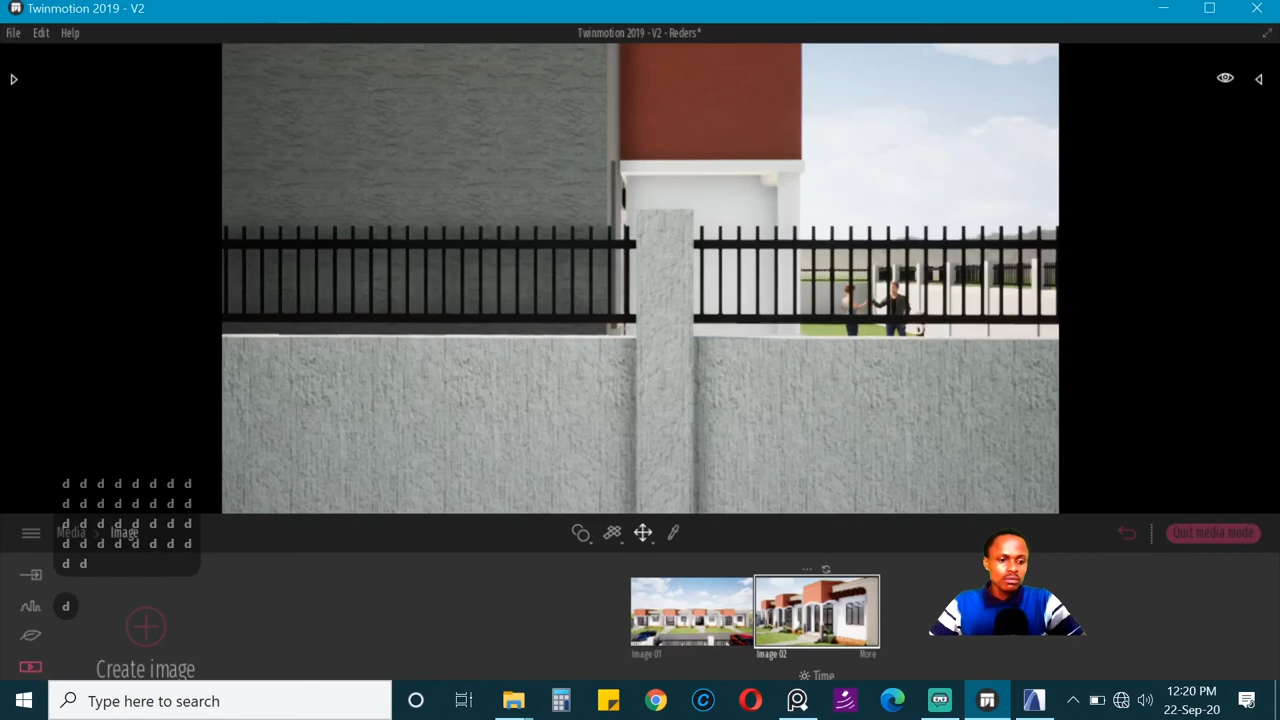 Twinmotion 2019 - V2
File Edit Help
Twinmotion 2019 - V2 - Reders*
d d d d d d d d
d d d d d d d d
d d d d d d d d
Media > Image
Quit media mode
d d d d d d d d
d d
d
Create image
Image 01
Image 02
More
Time
Type here to search
12:20 PM
22-Sep-20